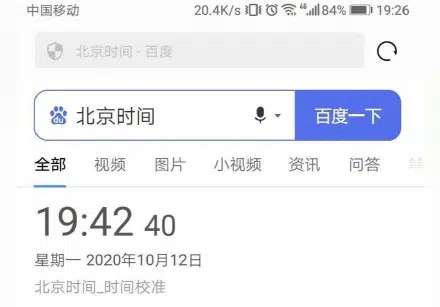 中国移动 20.4K/s 4G 84% 19:26
北京时间 - 百度
du 北京时间 百度一下
全部 视频 图片 小视频 资讯 问答
19:42 40
星期一 2020年10月12日
北京时间_时间校准